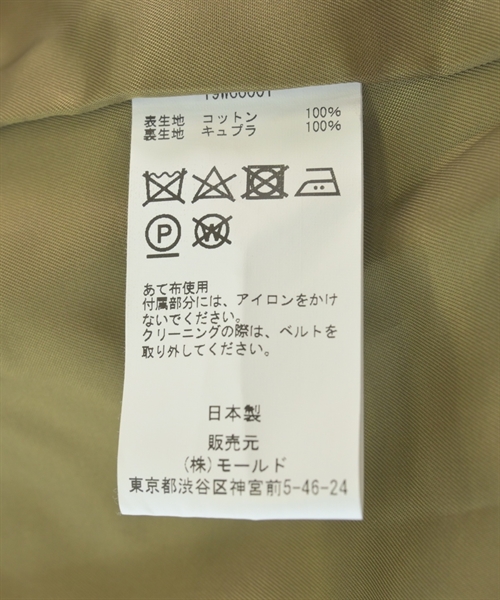 表生地 コットン 100%
裏生地 キュプラ 100%
P W
あて布使用
付属部分には、アイロンをかけ
ないでください。
クリーニングの際は、ベルトを
取り外してください。
日本製
販売元
(株)モールド
東京都渋谷区神宮前5-46-24